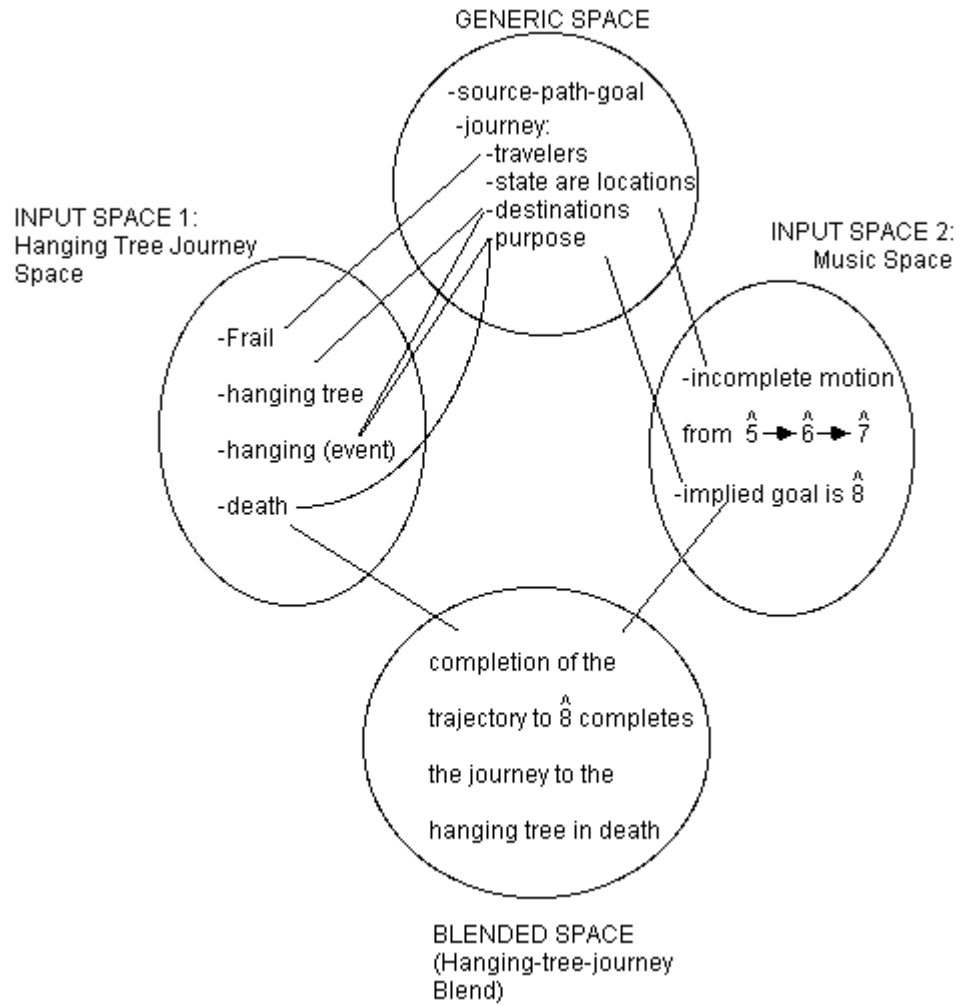 GENERIC SPACE
-source-path-goal
-journey:
-travelers
-state are locations
-destinations
-purpose
INPUT SPACE 1:
Hanging Tree Journey
Space
-Frail
-hanging tree
-hanging (event)
-death
INPUT SPACE 2:
Music Space
-incomplete motion
from 5̂ → 6̂ → 7̂
-implied goal is 8̂
completion of the
trajectory to 8̂ completes
the journey to the
hanging tree in death
BLENDED SPACE
(Hanging-tree-journey
Blend)